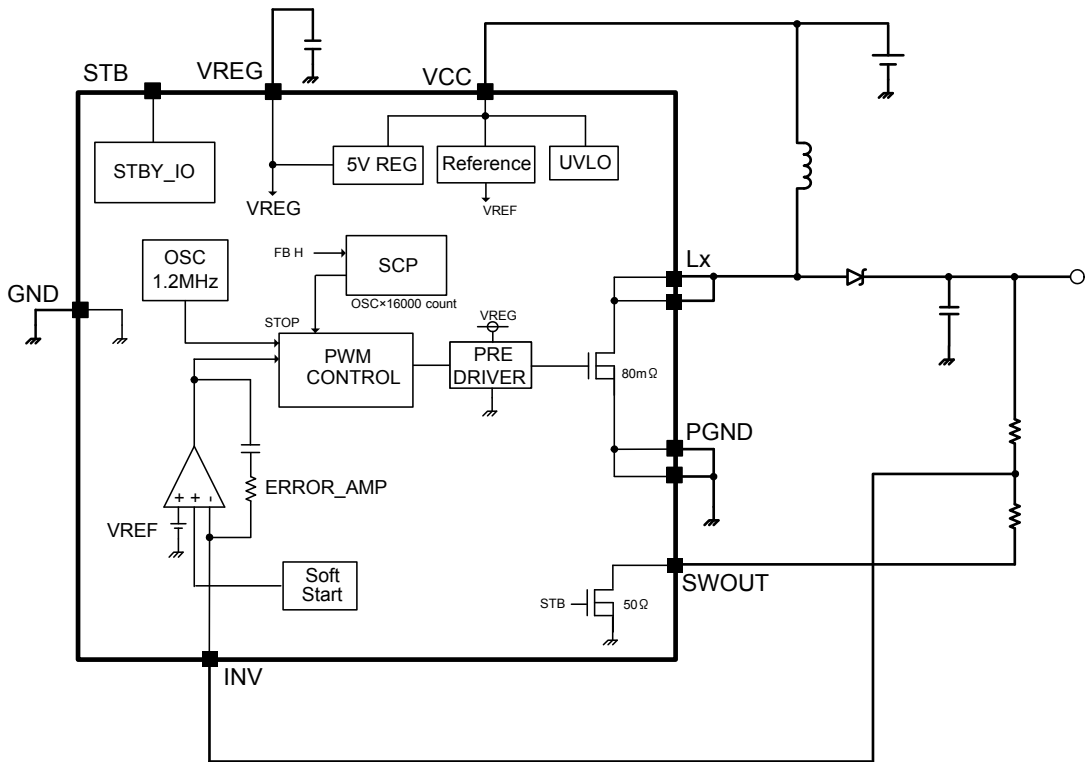 STB
VREG
VCC
STBY_IO
5V REG
Reference
UVLO
VREG
VREF
OSC
1.2MHz
FB H
SCP
OSC×16000 count
Lx
GND
STOP
PWM
CONTROL
VREG
PRE
DRIVER
80mΩ
PGND
+ + -
ERROR_AMP
VREF
Soft
Start
SWOUT
STB
50Ω
INV